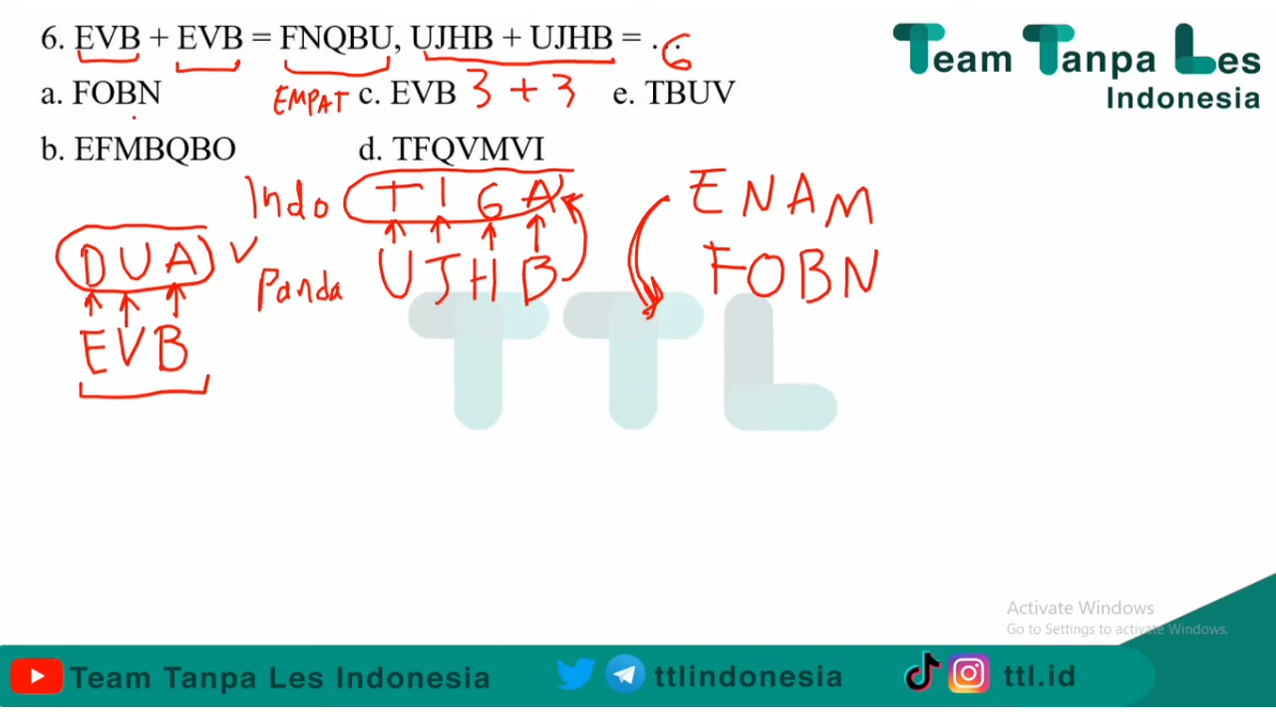 6. EVB + EVB = FNQBU, UJHB + UJHB = ... 6
Team Tanpa Les
Indonesia
a. FOBN
EMPAT
c. EVB
3 + 3
e. TBUV
b. EFMBQBO
d. TFQVMVI
Indo TIGA
ENAM
DUA
Panda UJHB
FOBN
EVB
TTL
Activate Windows
Go to Settings to activate Windows.
Team Tanpa Les Indonesia
ttlindonesia
ttl.id